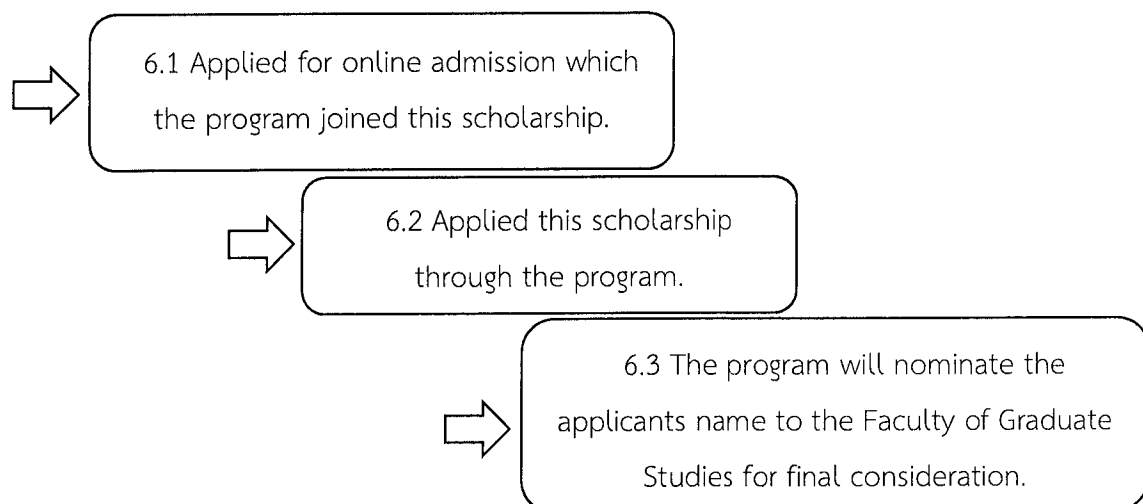 6.1 Applied for online admission which
the program joined this scholarship.
6.2 Applied this scholarship
through the program.
6.3 The program will nominate the
applicants name to the Faculty of Graduate
Studies for final consideration.